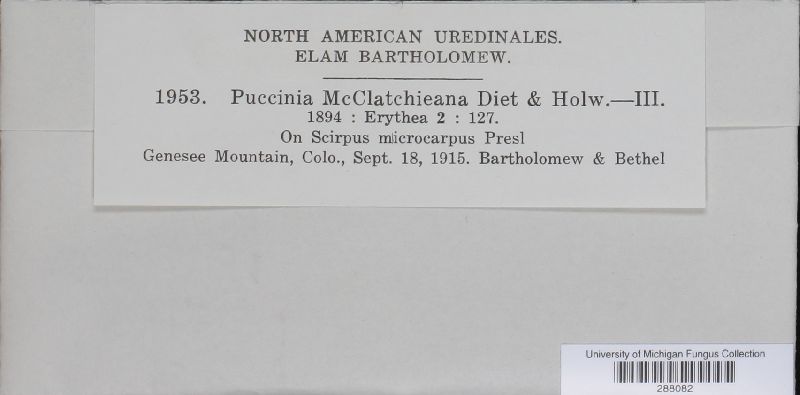 NORTH AMERICAN UREDINALES.
ELAM BARTHOLOMEW.
1953. Puccinia McClatchieana Diet & Holw.—III.
1894 : Erythea 2 : 127.
On Scirpus miicrocarpus Presl
Genesee Mountain, Colo., Sept. 18, 1915. Bartholomew & Bethel
University of Michigan Fungus Collection
288082